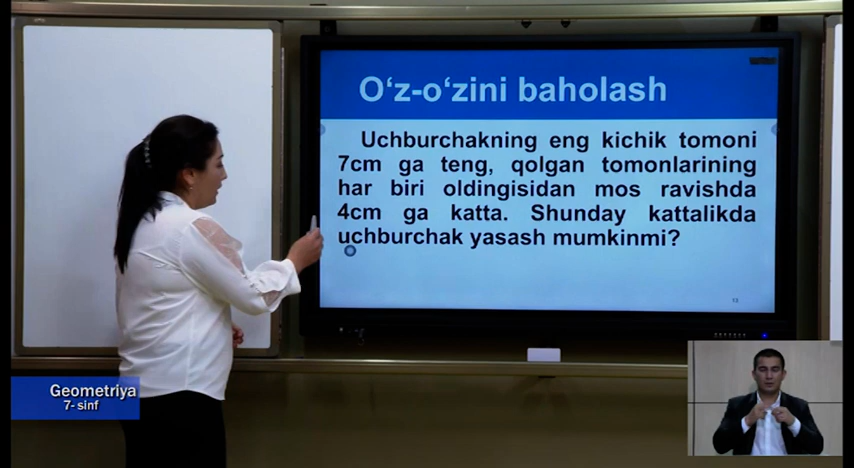 O‘z-o‘zini baholash
Uchburchakning eng kichik tomoni
7cm ga teng, qolgan tomonlarining
har biri oldingisidan mos ravishda
4cm ga katta. Shunday kattalikda
uchburchak yasash mumkinmi?
Geometriya
7- sinf